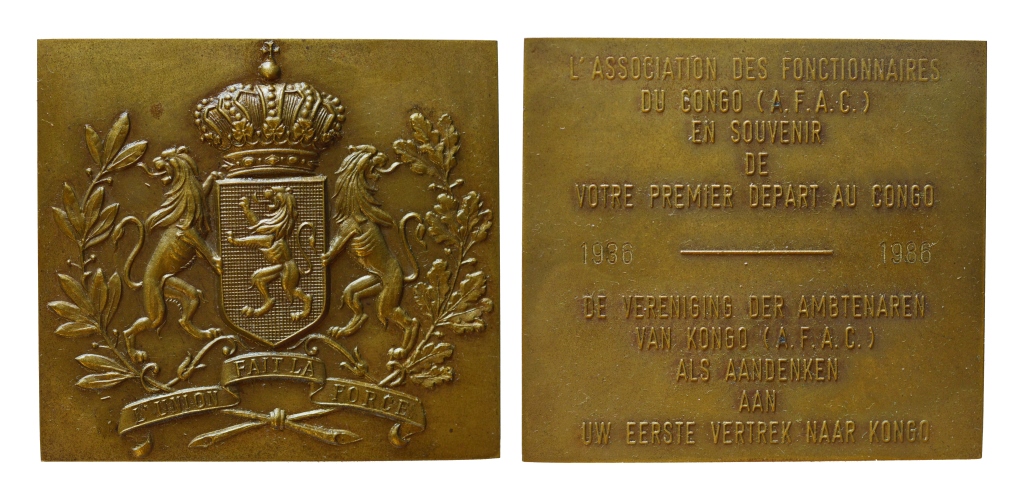 L'UNION FAIT LA FORCE
L'ASSOCIATION DES FONCTIONNAIRES
DU CONGO (A.F.A.C.)
EN SOUVENIR
DE
VOTRE PREMIER DEPART AU CONGO
1936 1986
DE VERENIGING DER AMBTENAREN
VAN KONGO (A.F.A.C.)
ALS AANDENKEN
AAN
UW EERSTE VERTREK NAAR KONGO